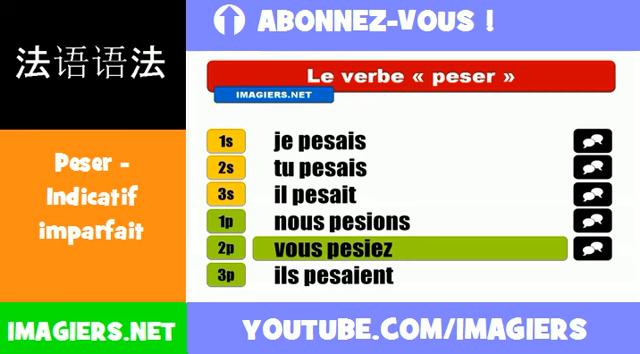 法语语法
ABONNEZ-VOUS !
Le verbe « peser »
IMAGIERS.NET
Peser -
Indicatif
imparfait
1s je pesais
2s tu pesais
3s il pesait
1p nous pesions
2p vous pesiez
3p ils pesaient
IMAGIERS.NET
YOUTUBE.COM/IMAGIERS